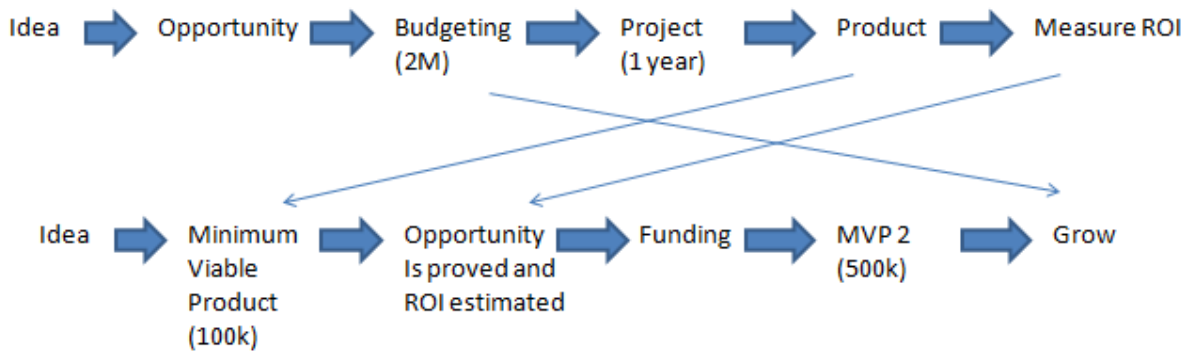 Idea Opportunity Budgeting Project Product Measure ROI
(2M) (1 year)
Idea Minimum Opportunity Funding MVP 2 Grow
Viable Is proved and (500k)
Product ROI estimated
(100k)